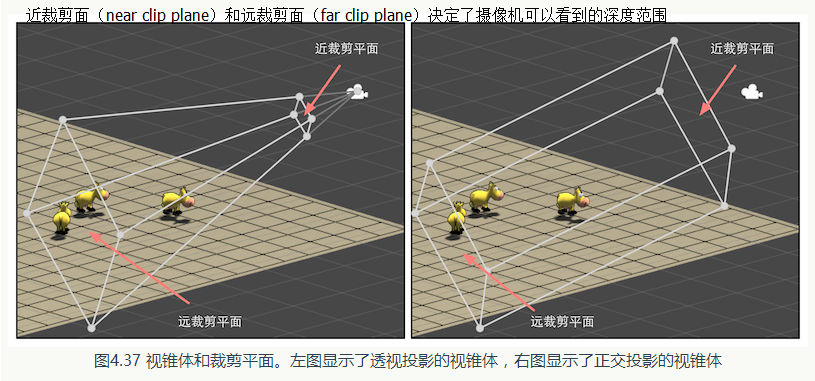 近裁剪面（near clip plane）和远裁剪面（far clip plane）决定了摄像机可以看到的深度范围
近裁剪平面
近裁剪平面
远裁剪平面
远裁剪平面
图4.37 视锥体和裁剪平面。左图显示了透视投影的视锥体，右图显示了正交投影的视锥体